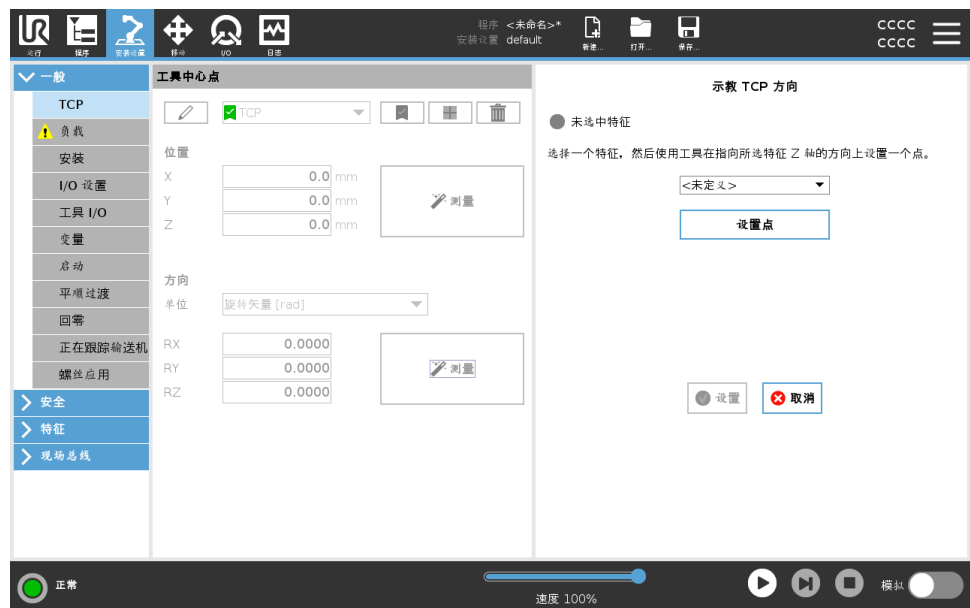 程序 <未命名>*
安装设置 default
CCCC
CCCC
运行
程序
安装设置
移动
I/O
日志
新建...
打开...
保存...
一般
TCP
负载
安装
I/O 设置
工具 I/O
变量
启动
平顺过渡
回零
正在跟踪输送机
螺丝应用
安全
特征
现场总线
工具中心点
TCP
位置
X 0.0 mm
Y 0.0 mm
Z 0.0 mm
测量
方向
单位 旋转矢量 [rad]
RX 0.0000
RY 0.0000
RZ 0.0000
测量
示教 TCP 方向
未选中特征
选择一个特征，然后使用工具在指向所选特征 Z 轴的方向上设置一个点。
<未定义>
设置点
设置
取消
正常
速度 100%
模拟